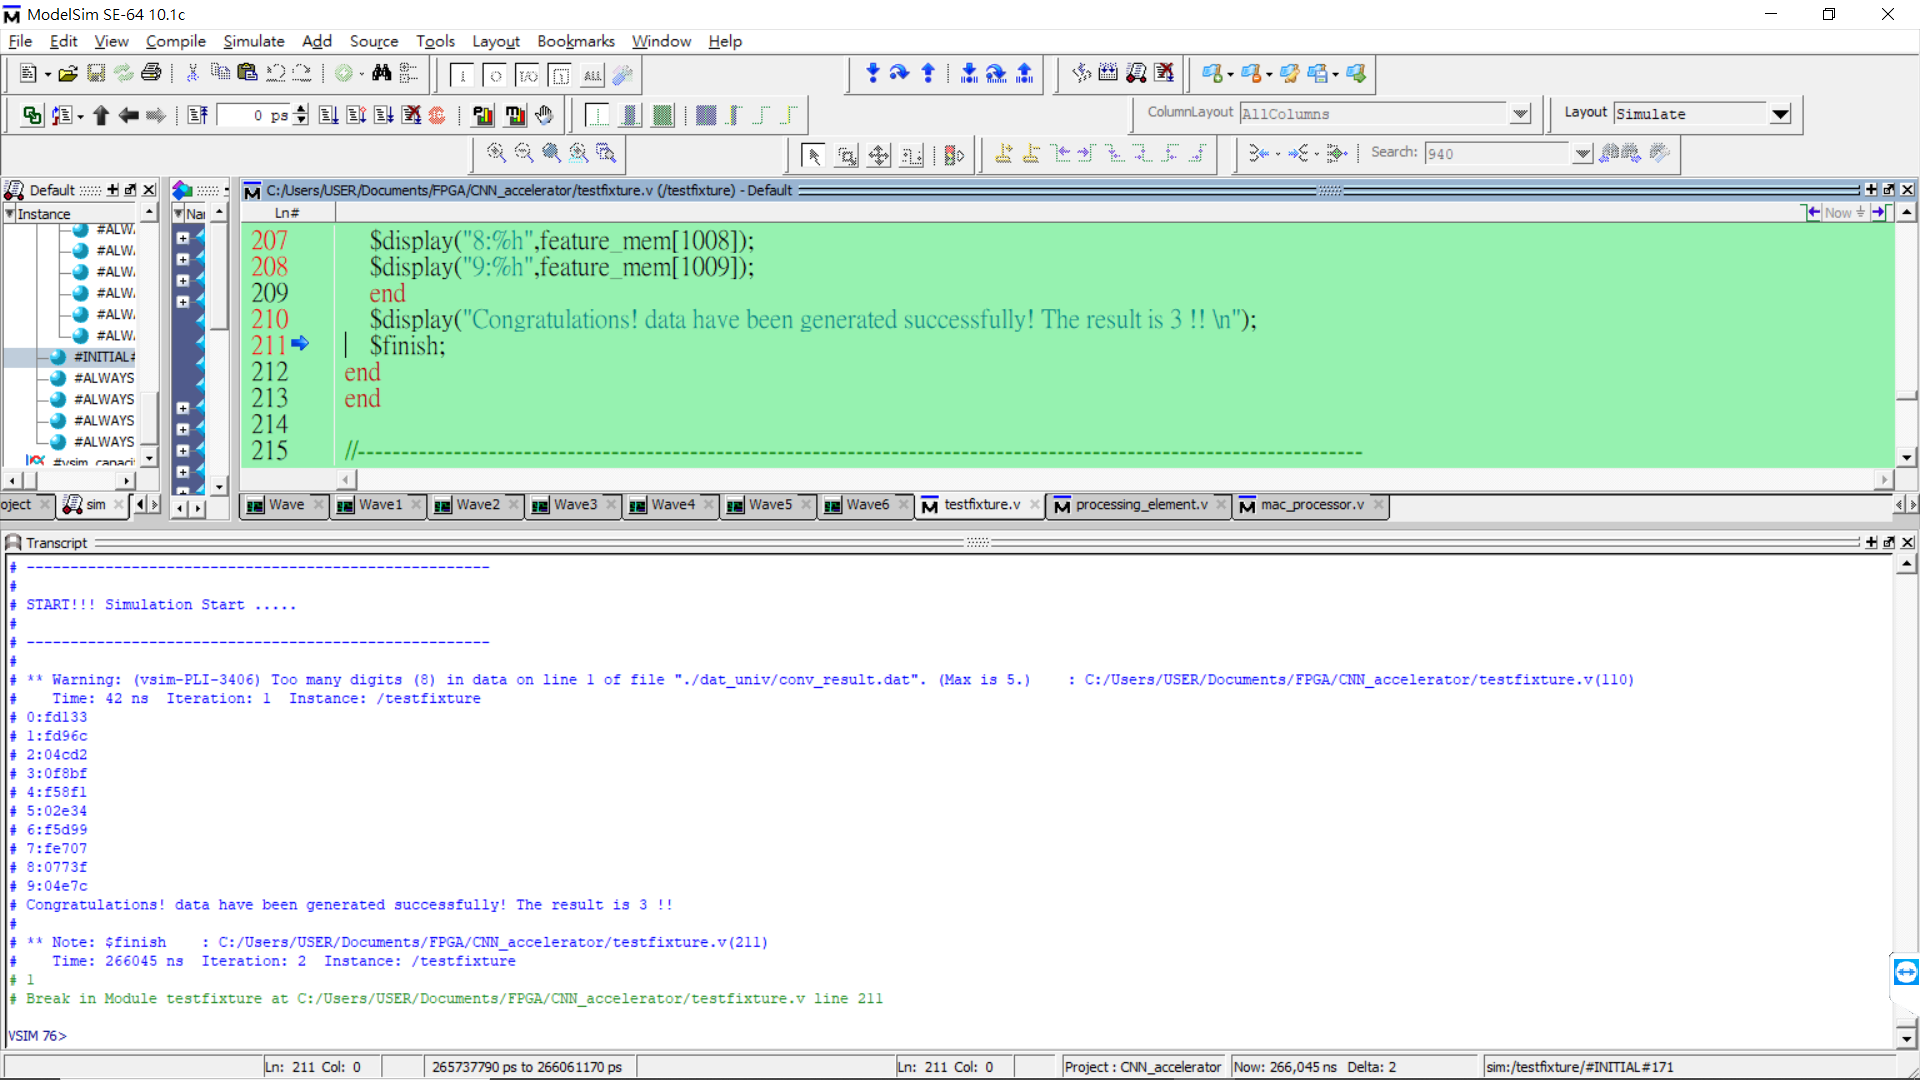 ModelSim SE-64 10.1c
File Edit View Compile Simulate Add Source Tools Layout Bookmarks Window Help
0 ps
ColumnLayout AllColumns
Layout Simulate
Search: 940
Default
Instance
#ALW
#ALW
#ALW
#ALW
#ALW
#ALW
#INITIAL#
#ALWAYS
#ALWAYS
#ALWAYS
#ALWAYS
#vsim_capaci
Nar
C:/Users/USER/Documents/FPGA/CNN_accelerator/testfixture.v (/testfixture) - Default
Ln#
Now
207 $display("8:%h",feature_mem[1008]);
208 $display("9:%h",feature_mem[1009]);
209 end
210 $display("Congratulations! data have been generated successfully! The result is 3 !! \n");
211 $finish;
212 end
213 end
214
215 //--------------------------------------------------------------------------------------------------------------------
oject sim Wave Wave1 Wave2 Wave3 Wave4 Wave5 Wave6 testfixture.v processing_element.v mac_processor.v
Transcript
# -----------------------------------------------------
#
# START!!! Simulation Start .....
#
# -----------------------------------------------------
#
# ** Warning: (vsim-PLI-3406) Too many digits (8) in data on line 1 of file "./dat_univ/conv_result.dat". (Max is 5.)    : C:/Users/USER/Documents/FPGA/CNN_accelerator/testfixture.v(110)
#    Time: 42 ns  Iteration: 1  Instance: /testfixture
# 0:fd133
# 1:fd96c
# 2:04cd2
# 3:0f8bf
# 4:f58f1
# 5:02e34
# 6:f5d99
# 7:fe707
# 8:0773f
# 9:04e7c
# Congratulations! data have been generated successfully! The result is 3 !!
#
# ** Note: $finish    : C:/Users/USER/Documents/FPGA/CNN_accelerator/testfixture.v(211)
#    Time: 266045 ns  Iteration: 2  Instance: /testfixture
# 1
# Break in Module testfixture at C:/Users/USER/Documents/FPGA/CNN_accelerator/testfixture.v line 211
VSIM 76>
Ln: 211 Col: 0
265737790 ps to 266061170 ps
Ln: 211 Col: 0
Project : CNN_accelerator
Now: 266,045 ns Delta: 2
sim:/testfixture/#INITIAL#171